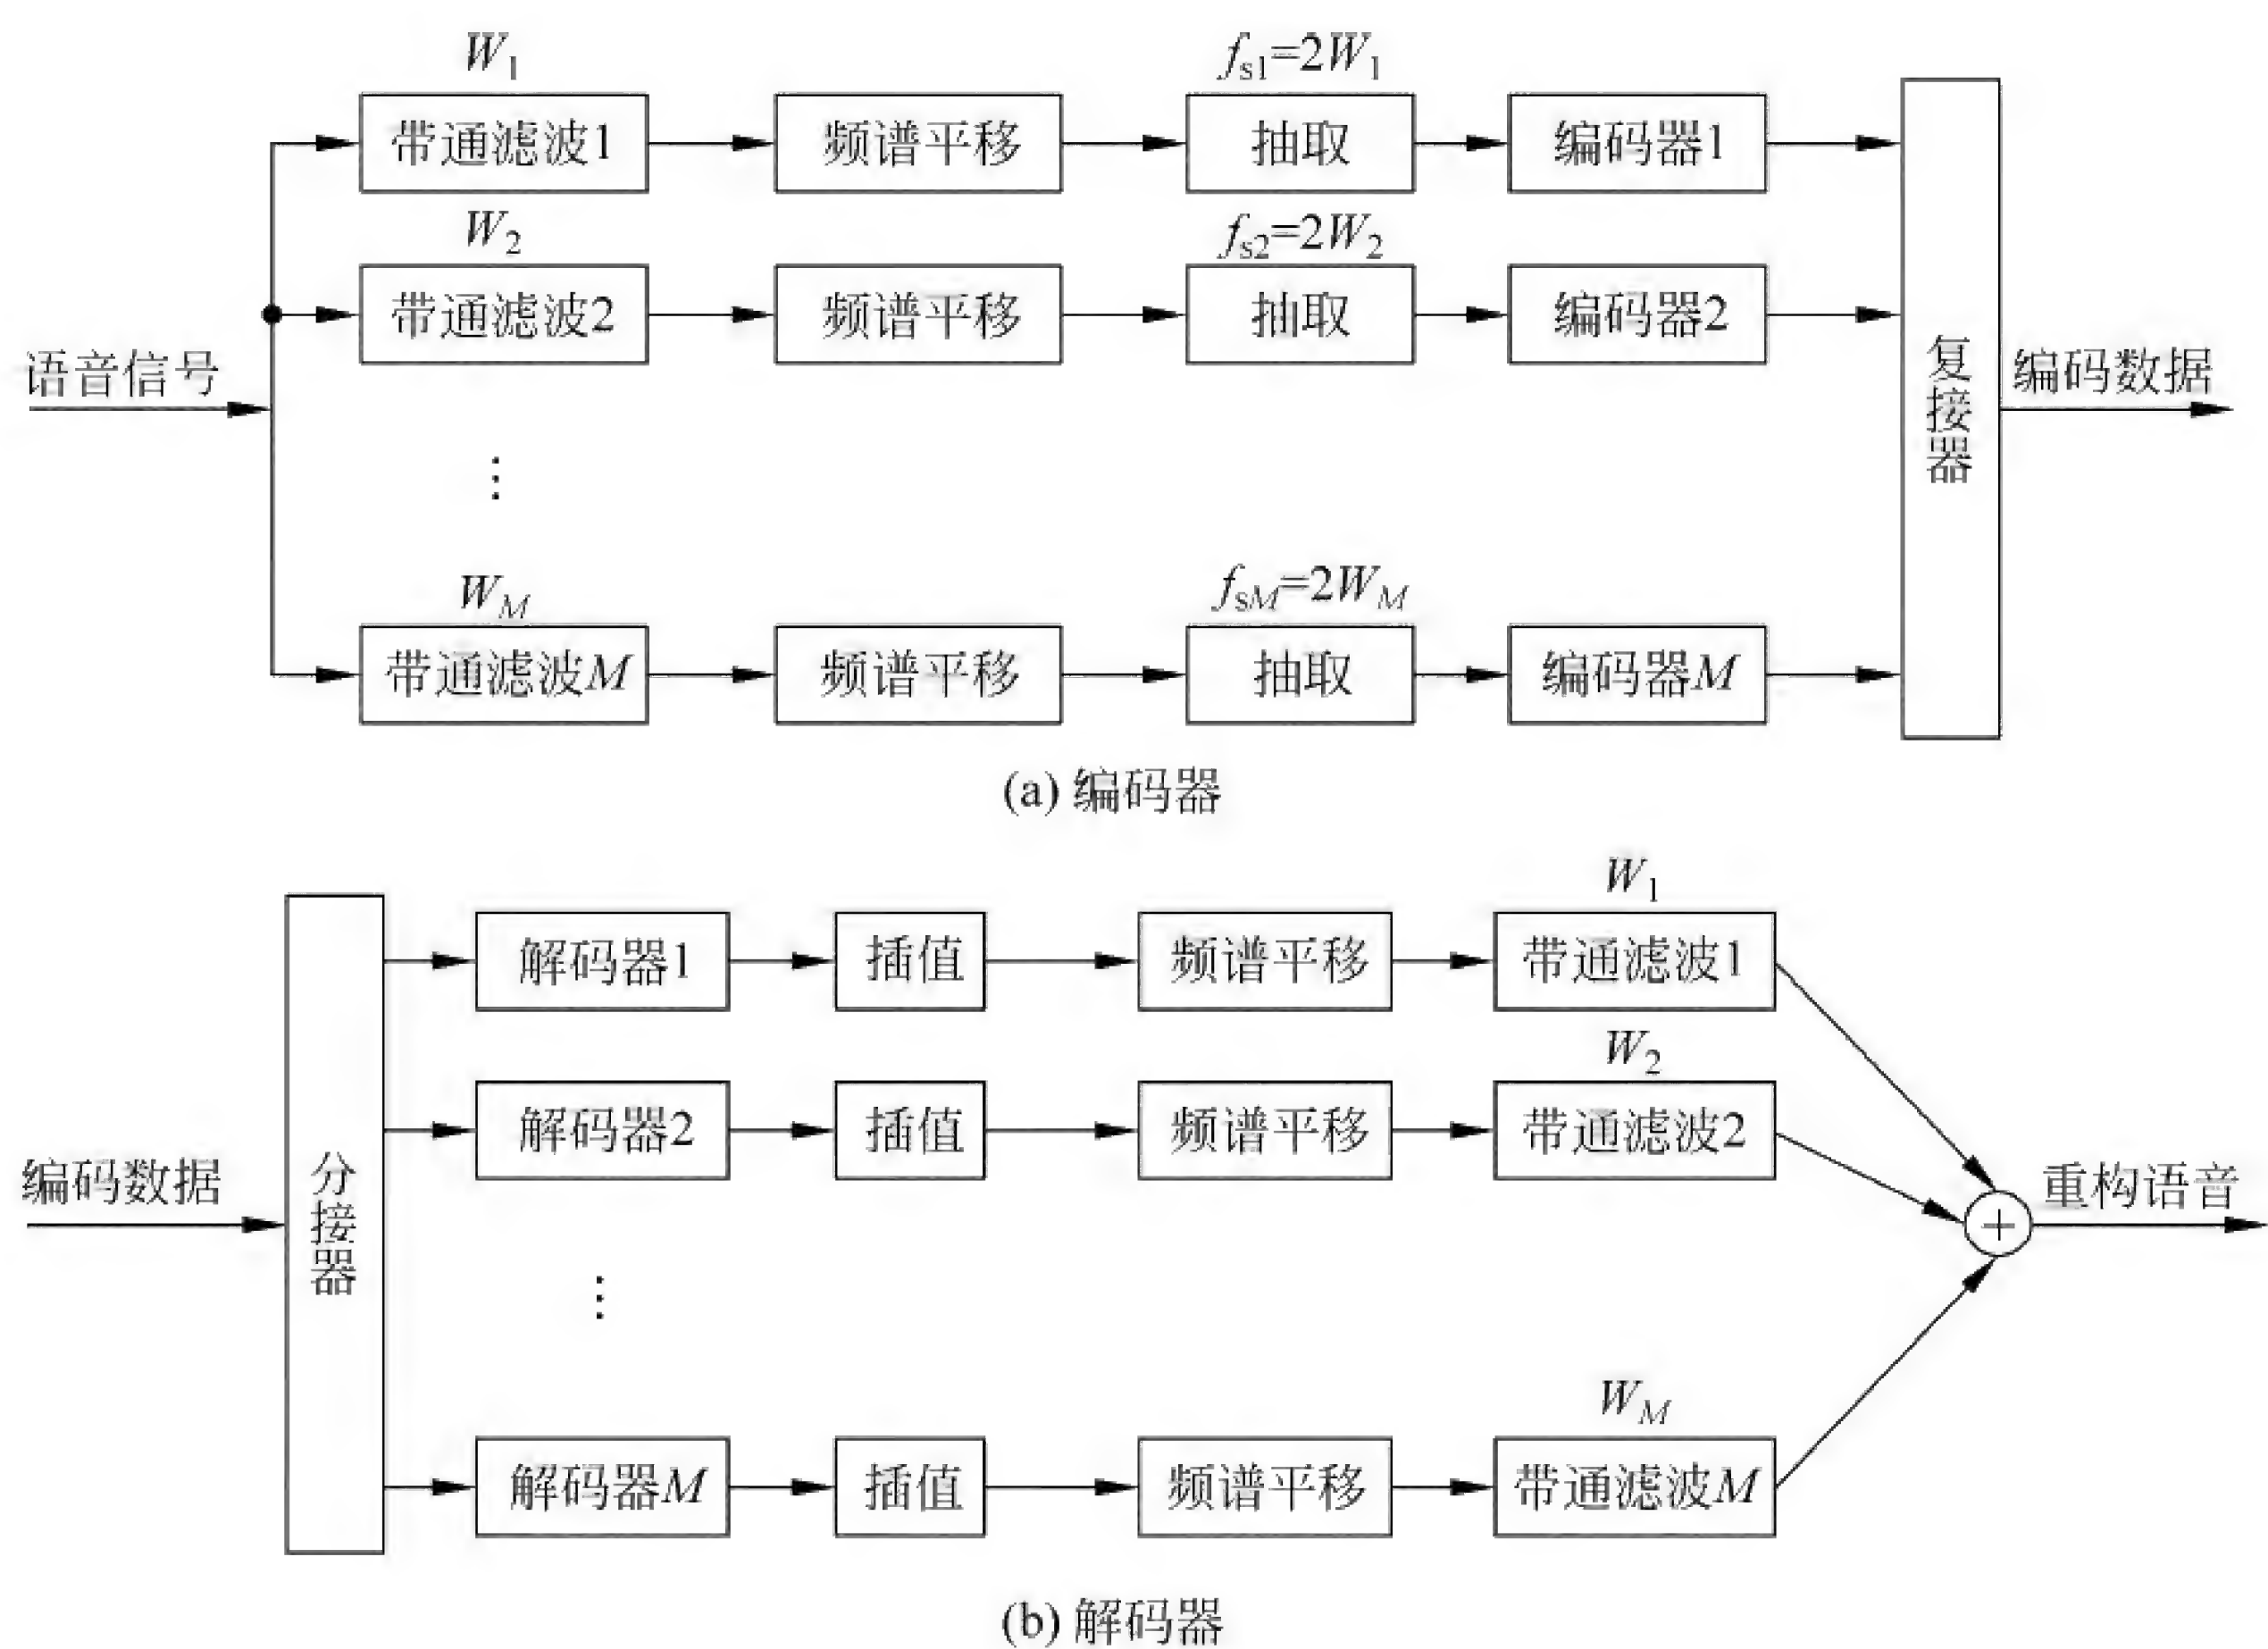 W₁
fs1=2W₁
带通滤波1
频谱平移
抽取
编码器1
W₂
fs2=2W₂
带通滤波2
频谱平移
抽取
编码器2
语音信号
复接器
编码数据
⋮
W_M
fsM=2W_M
带通滤波M
频谱平移
抽取
编码器M
(a) 编码器
W₁
解码器1
插值
频谱平移
带通滤波1
W₂
解码器2
插值
频谱平移
带通滤波2
编码数据
分接器
+
重构语音
⋮
W_M
解码器M
插值
频谱平移
带通滤波M
(b) 解码器